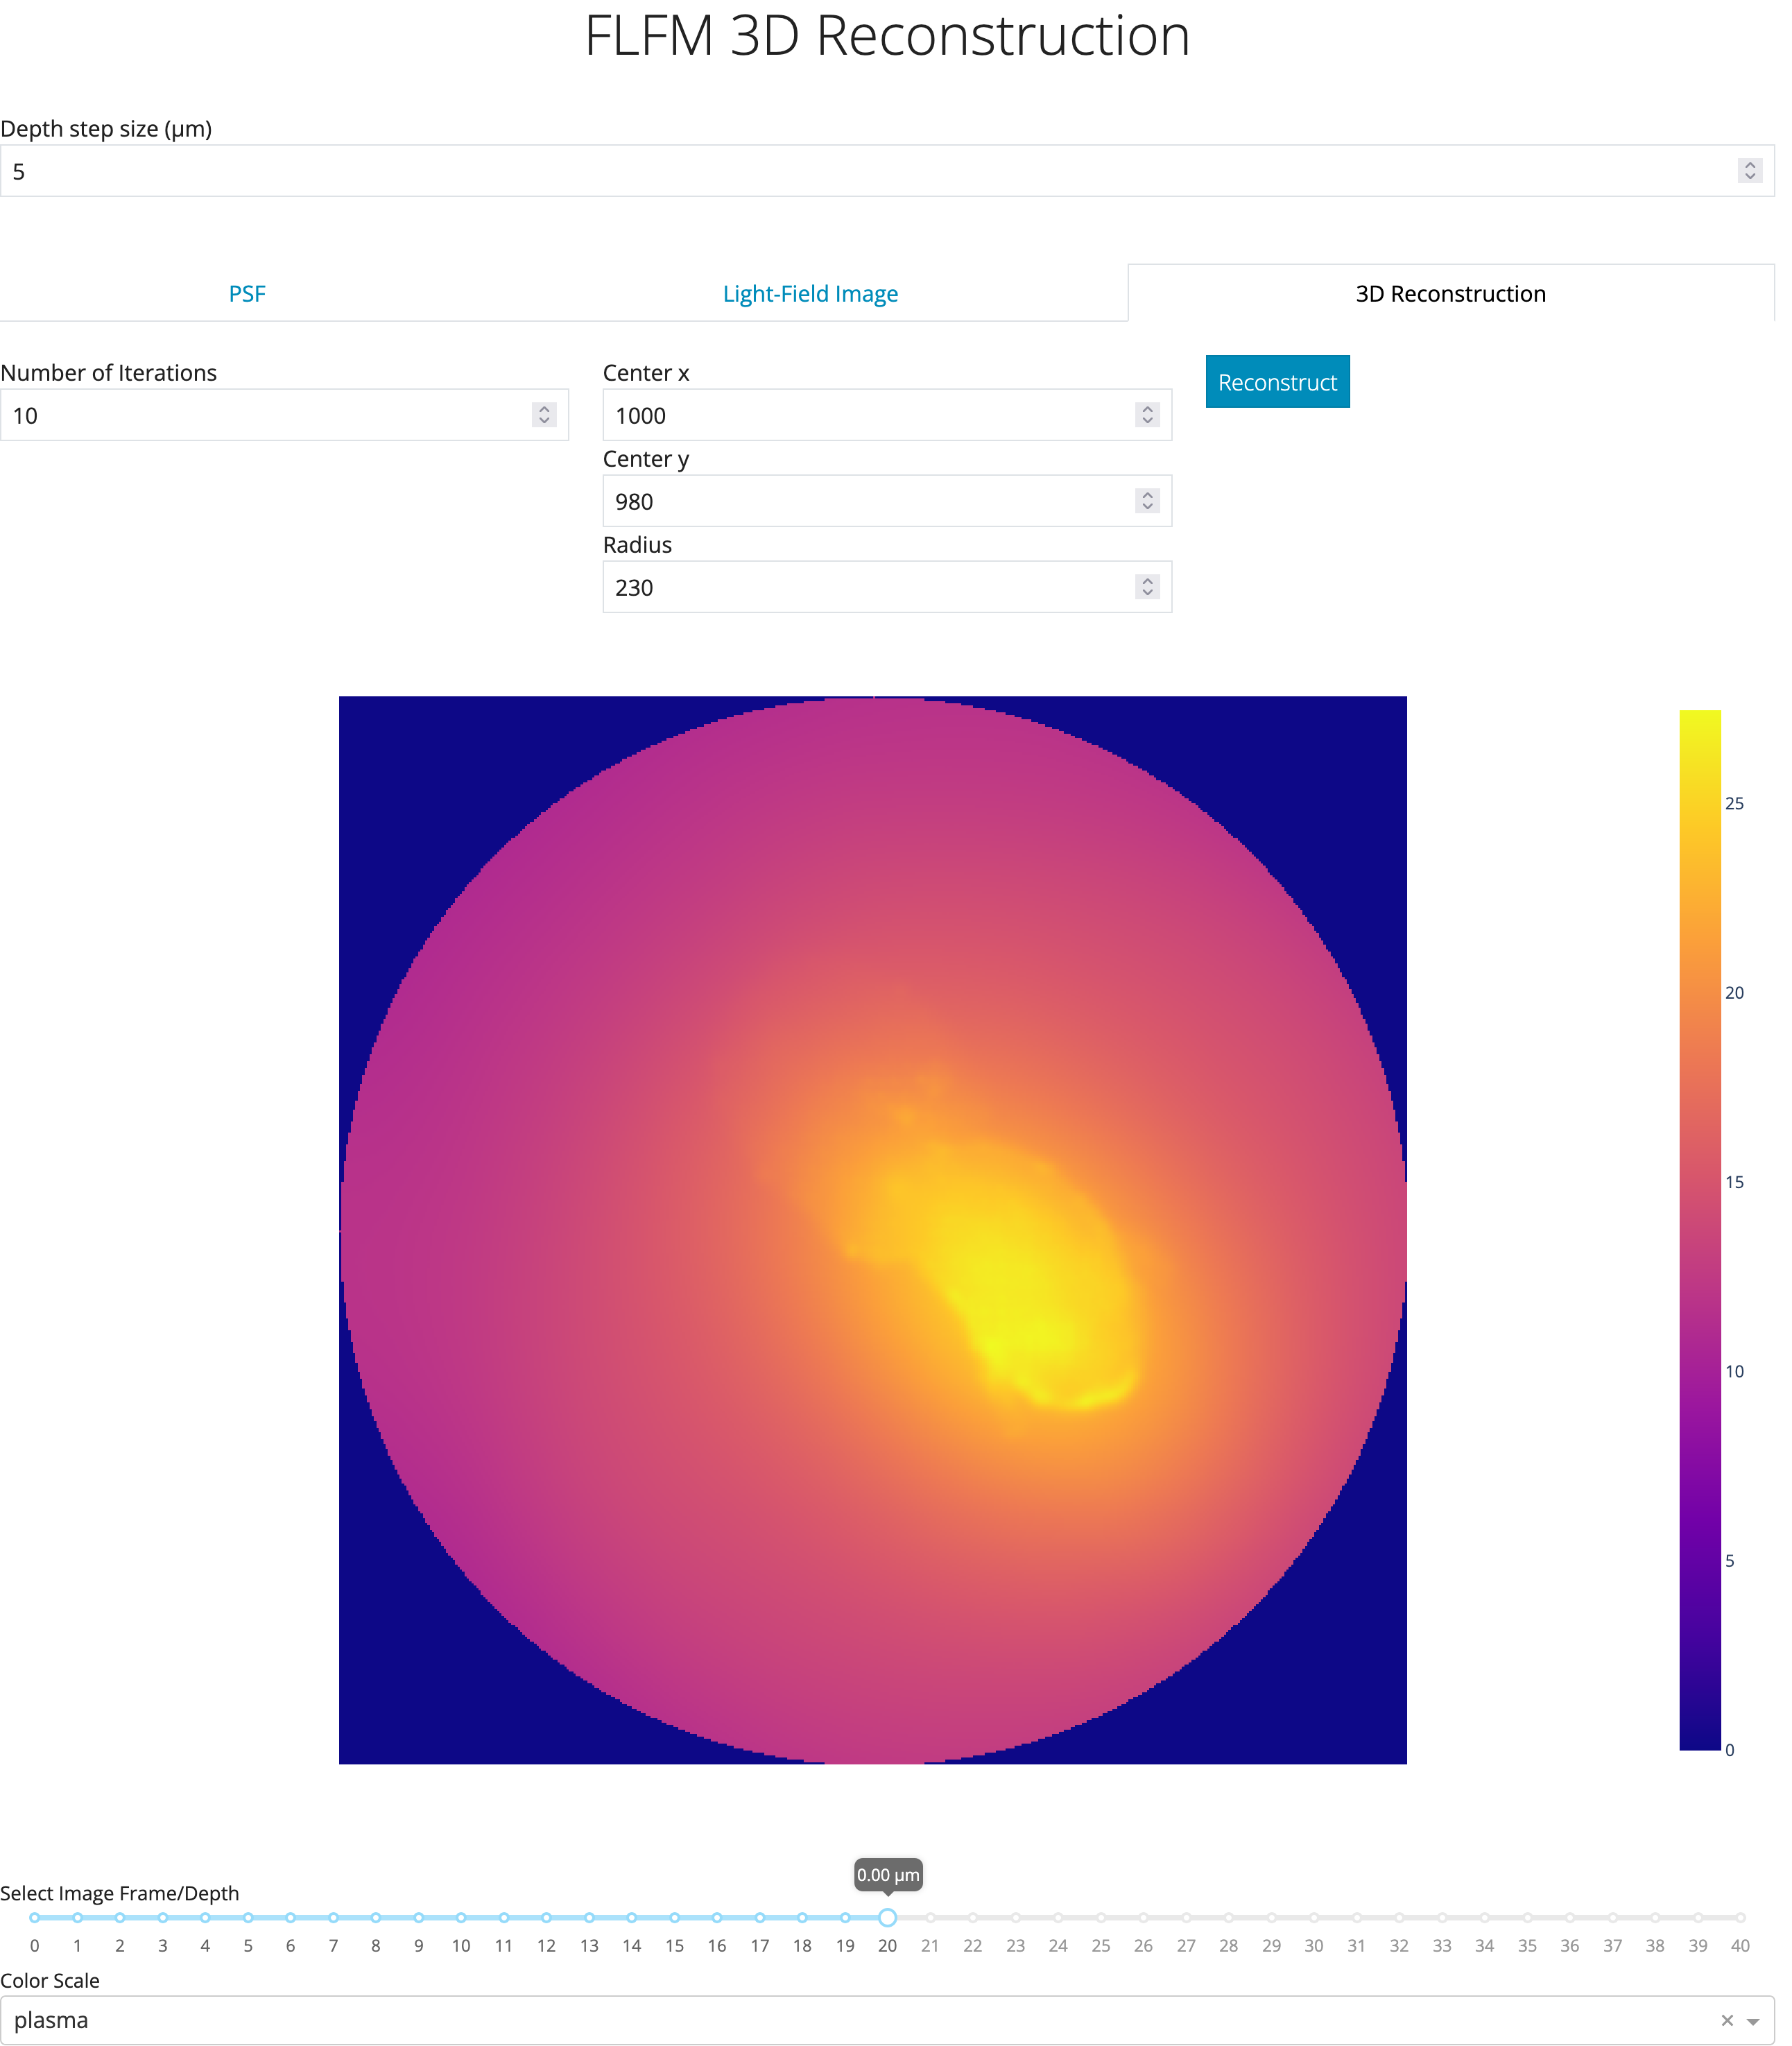 FLFM 3D Reconstruction
Depth step size (µm)
5
PSF Light-Field Image 3D Reconstruction
Number of Iterations
10
Center x
1000
Center y
980
Radius
230
Reconstruct
25
20
15
10
5
0
0.00 µm
Select Image Frame/Depth
0 1 2 3 4 5 6 7 8 9 10 11 12 13 14 15 16 17 18 19 20 21 22 23 24 25 26 27 28 29 30 31 32 33 34 35 36 37 38 39 40
Color Scale
plasma